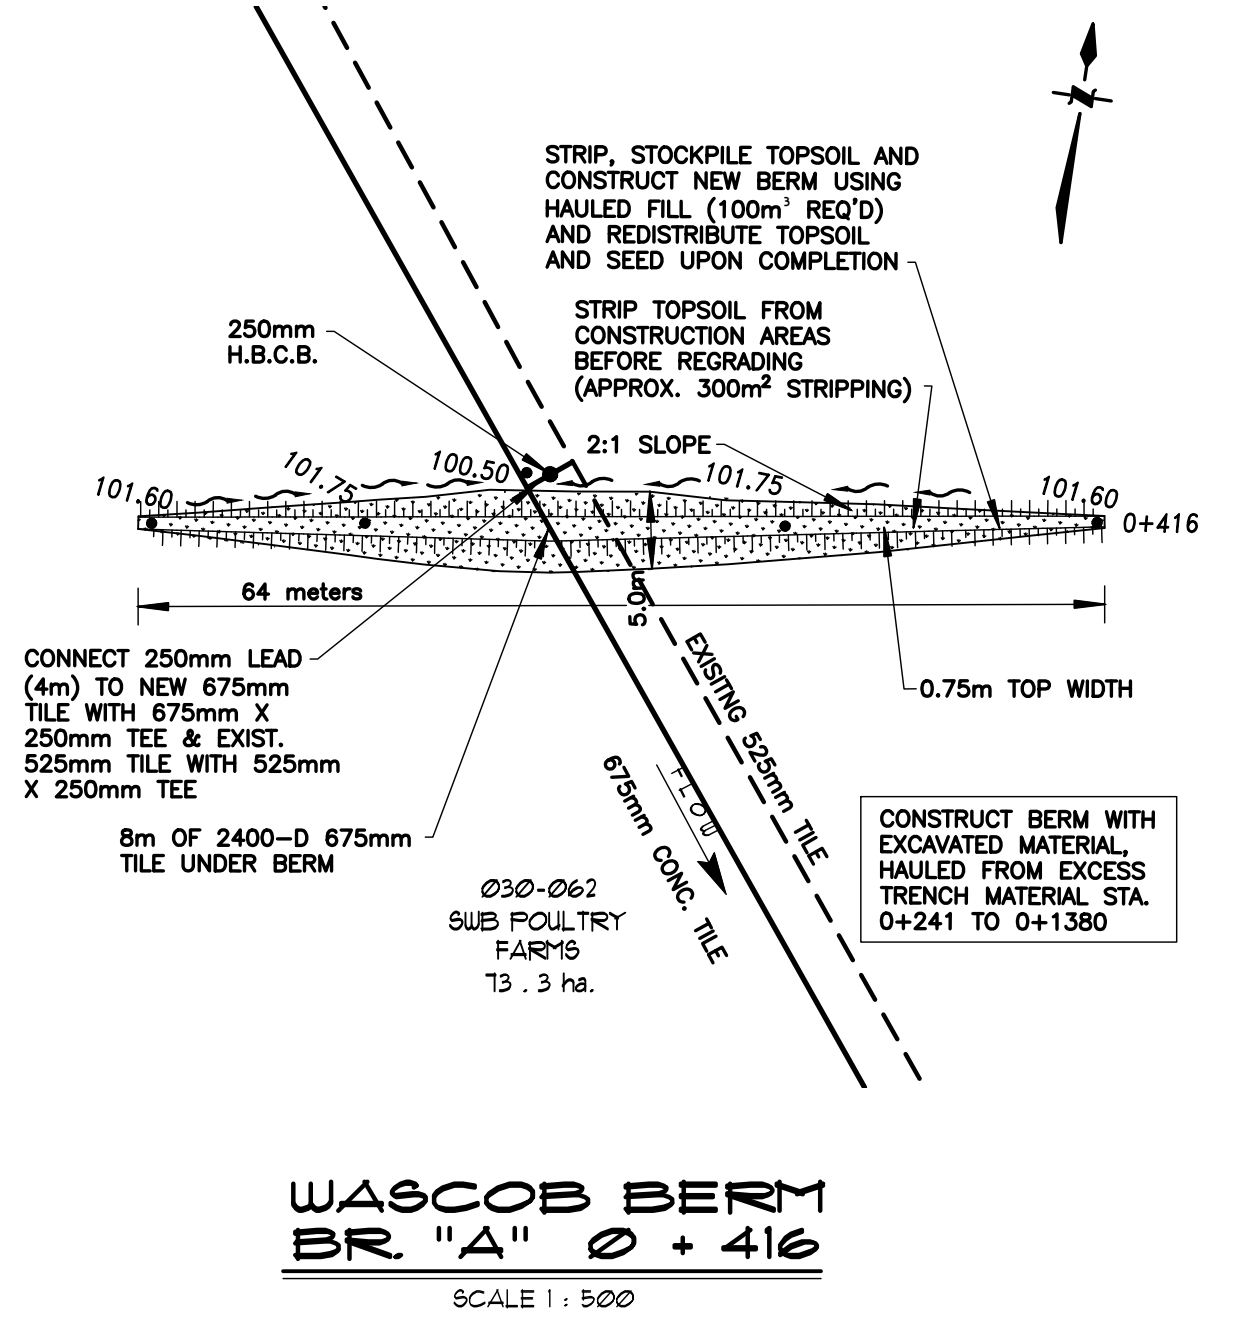 STRIP, STOCKPILE TOPSOIL AND
CONSTRUCT NEW BERM USING
HAULED FILL (100m³ REQ'D)
AND REDISTRIBUTE TOPSOIL
AND SEED UPON COMPLETION
STRIP TOPSOIL FROM
CONSTRUCTION AREAS
BEFORE REGRADING
(APPROX. 300m² STRIPPING)
250mm
H.B.C.B.
2:1 SLOPE
101.60
101.75
100.50
101.75
101.60
0+416
64 meters
5.0m
CONNECT 250mm LEAD
(4m) TO NEW 675mm
TILE WITH 675mm X
250mm TEE & EXIST.
525mm TILE WITH 525mm
X 250mm TEE
0.75m TOP WIDTH
EXISITNG 525mm TILE
FLOW
675mm CONC. TILE
8m OF 2400-D 675mm
TILE UNDER BERM
CONSTRUCT BERM WITH
EXCAVATED MATERIAL,
HAULED FROM EXCESS
TRENCH MATERIAL STA.
0+241 TO 0+1380
Ø30-Ø62
SWB POULTRY
FARMS
73 . 3 ha.
WASCOB BERM
BR. "A" Ø + 416
SCALE 1 : 5ØØ